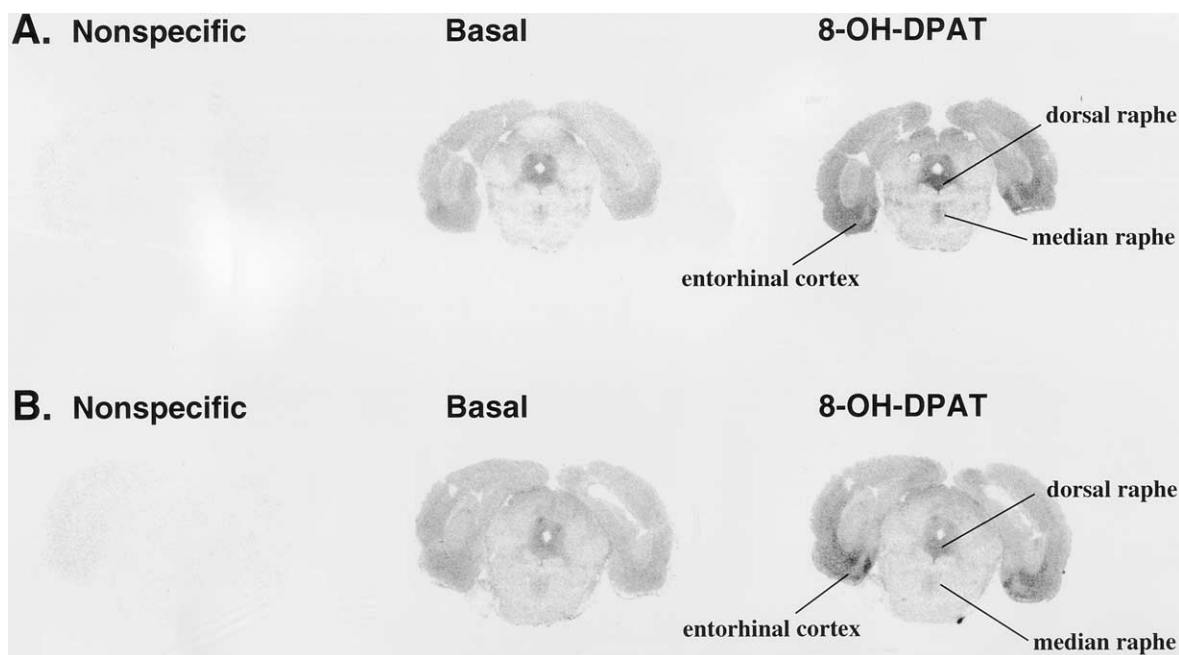 A. Nonspecific Basal 8-OH-DPAT
dorsal raphe
median raphe
entorhinal cortex
B. Nonspecific Basal 8-OH-DPAT
dorsal raphe
entorhinal cortex
median raphe